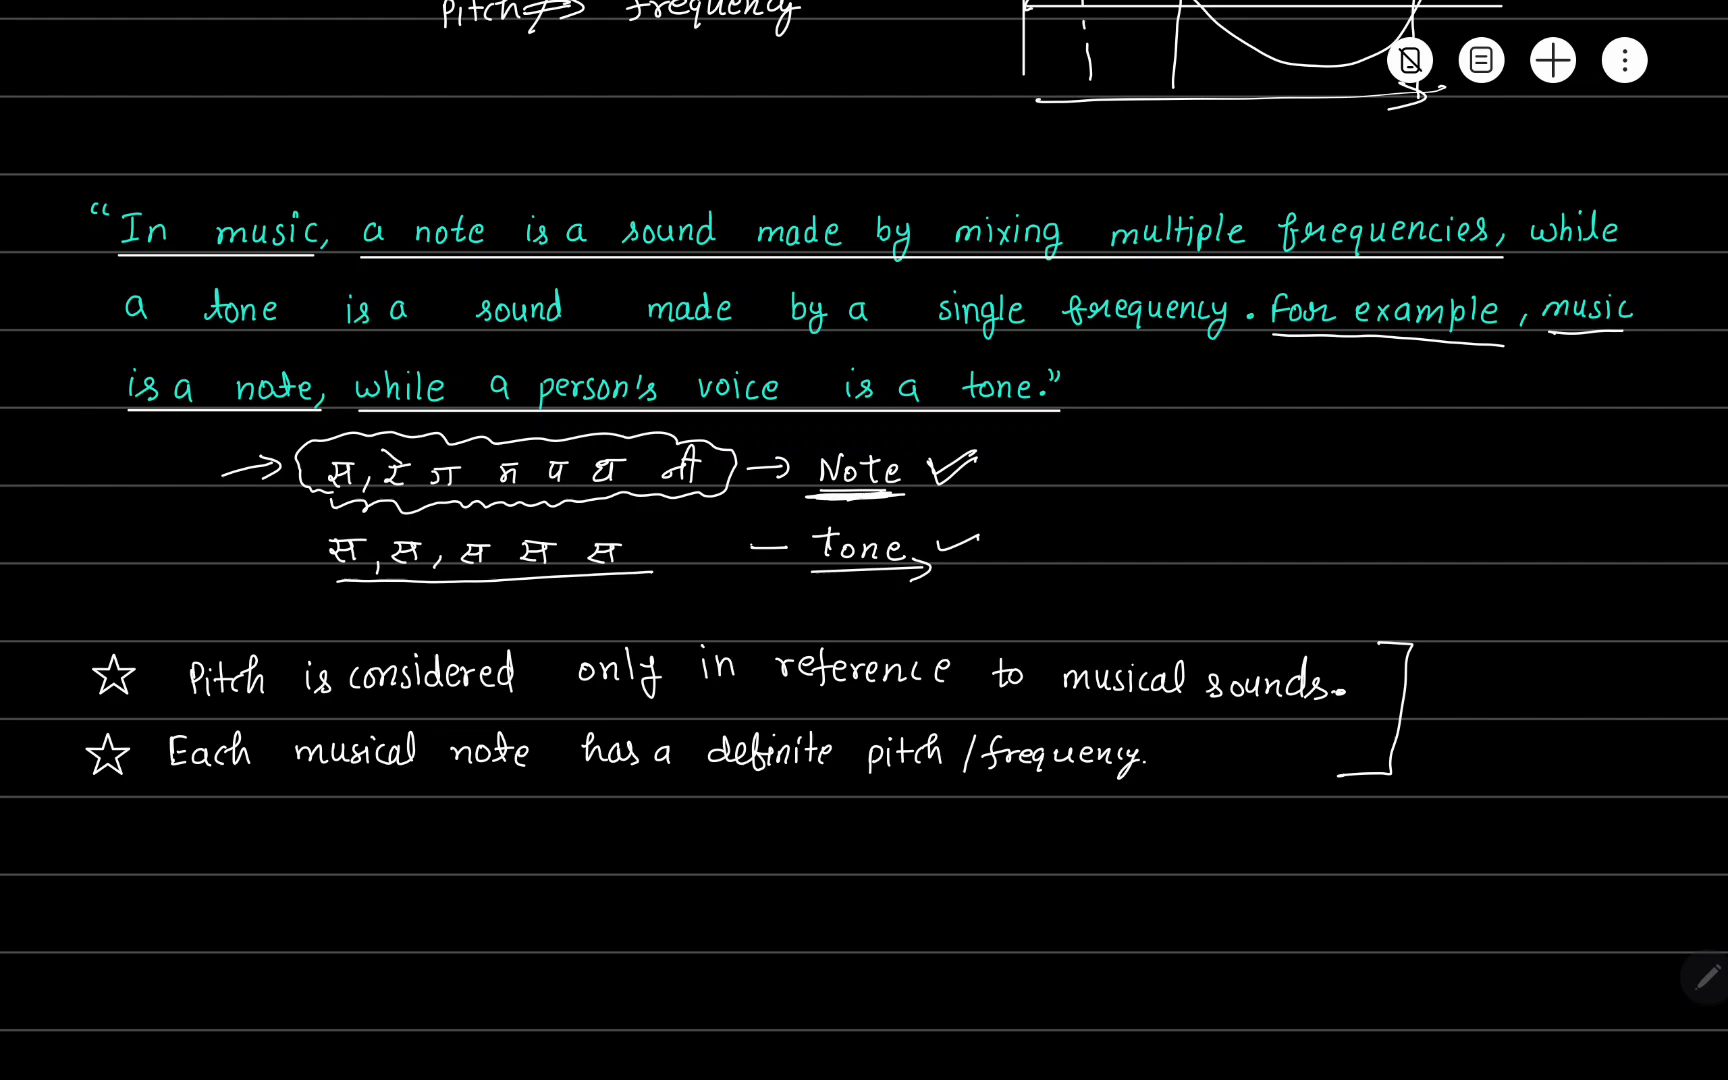 Pitch => frequency
"In music, a note is a sound made by mixing multiple frequencies, while
a tone is a sound made by a single frequency. For example, music
is a note, while a person's voice is a tone."
→ स, रे ग म प ध नी → Note ✓
स, स, स स स - tone ✓
☆ Pitch is considered only in reference to musical sounds.
☆ Each musical note has a definite pitch/frequency.